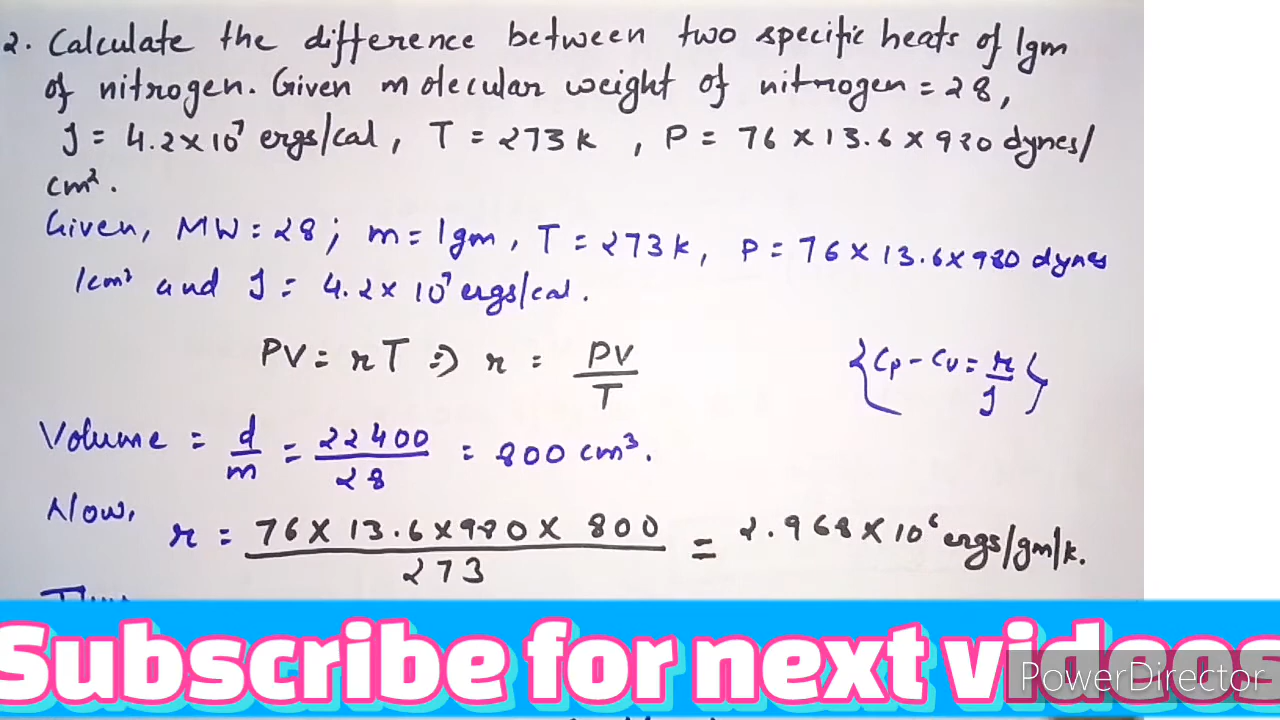 2. Calculate the difference between two specific heats of 1gm
of nitrogen. Given molecular weight of nitrogen = 28,
J = 4.2 × 10⁷ ergs/cal, T = 273 K, P = 76 × 13.6 × 980 dynes/
cm².
Given, MW = 28; m = 1gm, T = 273 K, P = 76 × 13.6 × 980 dynes
/cm² and J = 4.2 × 10⁷ ergs/cal.
PV = rT ⇒ r = PV/T {Cp - Cv = r/J}
Volume = d/m = 22400/28 = 800 cm³.
Now,
r = 76 × 13.6 × 980 × 800/273 = 2.968 × 10⁶ ergs/gm/K.
Subscribe for next videos
PowerDirector